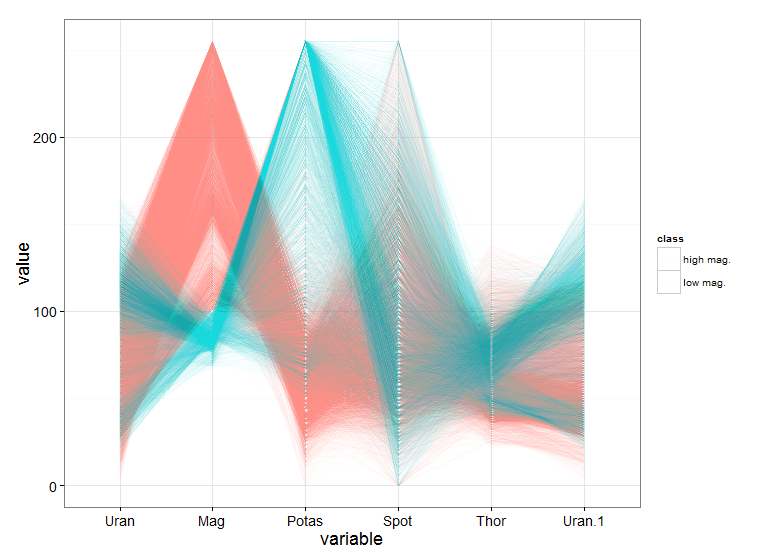 value
200
100
0
Uran Mag Potas Spot Thor Uran.1
variable
class
high mag.
low mag.